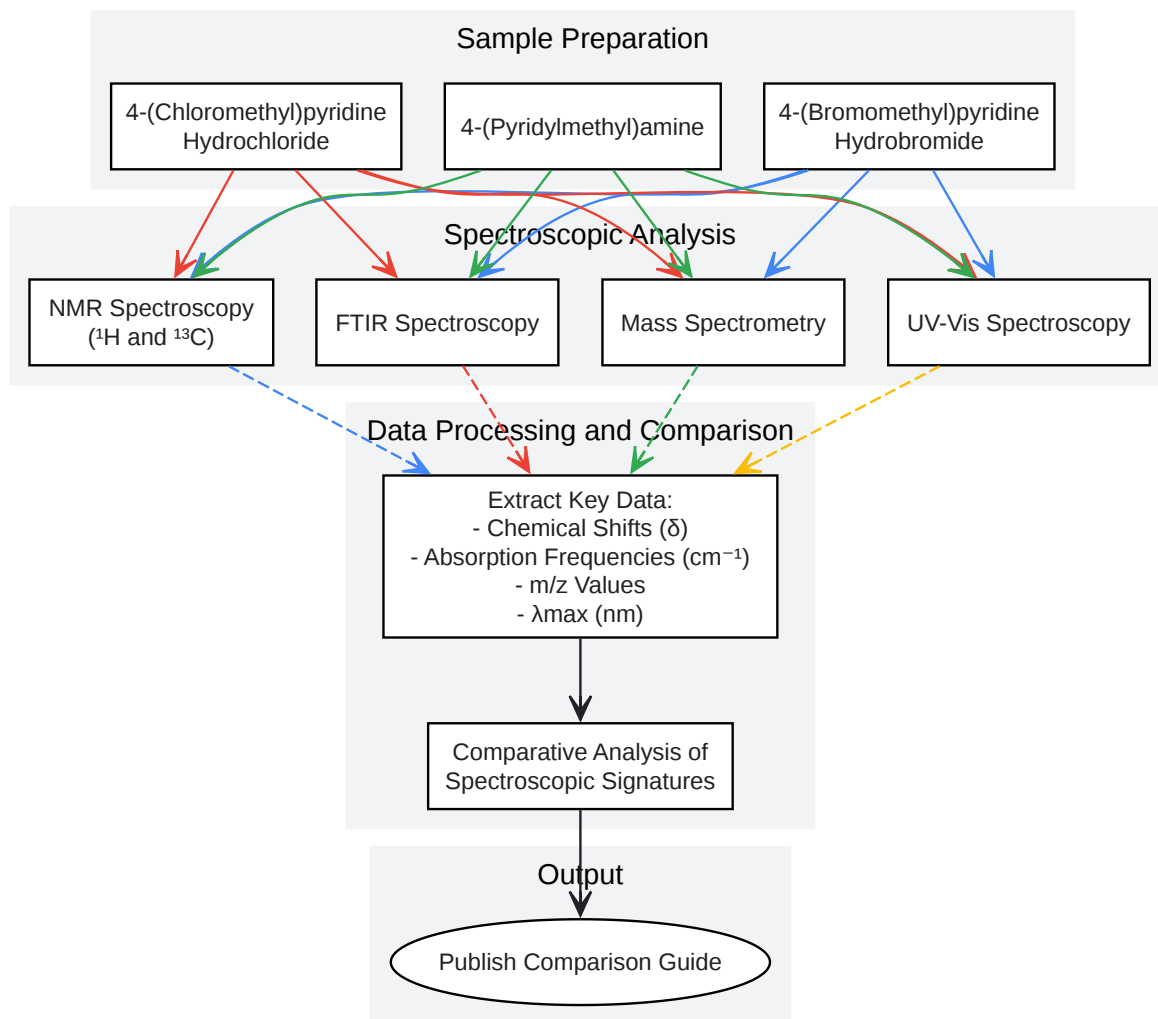 Sample Preparation
4-(Chloromethyl)pyridine
Hydrochloride
4-(Pyridylmethyl)amine
4-(Bromomethyl)pyridine
Hydrobromide
Spectroscopic Analysis
NMR Spectroscopy
(¹H and ¹³C)
FTIR Spectroscopy
Mass Spectrometry
UV-Vis Spectroscopy
Data Processing and Comparison
Extract Key Data:
- Chemical Shifts (δ)
- Absorption Frequencies (cm⁻¹)
- m/z Values
- λmax (nm)
Comparative Analysis of
Spectroscopic Signatures
Output
Publish Comparison Guide